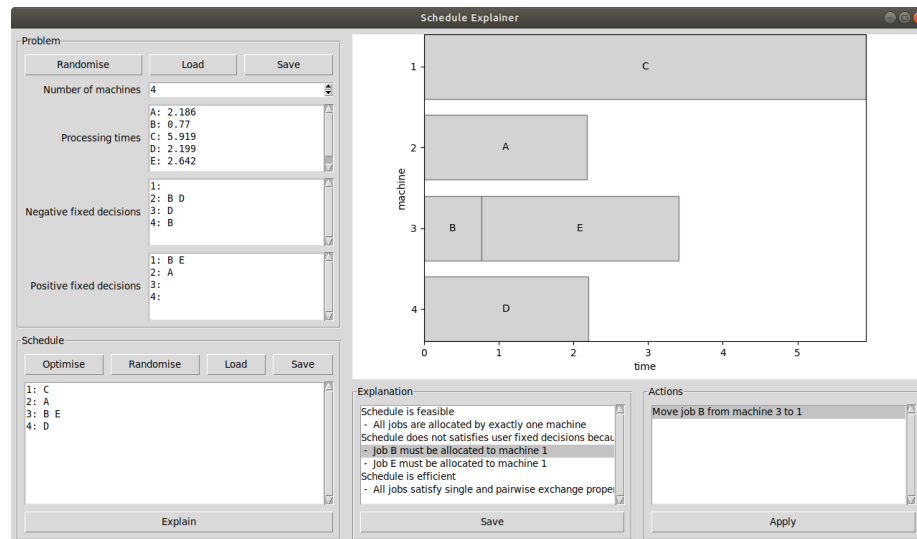 Schedule Explainer
Problem
Randomise Load Save
Number of machines 4
Processing times
A: 2.186
B: 0.77
C: 5.919
D: 2.199
E: 2.642
Negative fixed decisions
1:
2: B D
3: D
4: B
Positive fixed decisions
1: B E
2: A
3:
4:
Schedule
Optimise Randomise Load Save
1: C
2: A
3: B E
4: D
Explain
machine
1
2
3
4
C
A
B E
D
0 1 2 3 4 5
time
Explanation
Schedule is feasible
- All jobs are allocated by exactly one machine
Schedule does not satisfies user fixed decisions becau
- Job B must be allocated to machine 1
- Job E must be allocated to machine 1
Schedule is efficient
- All jobs satisfy single and pairwise exchange proper
Save
Actions
Move job B from machine 3 to 1
Apply